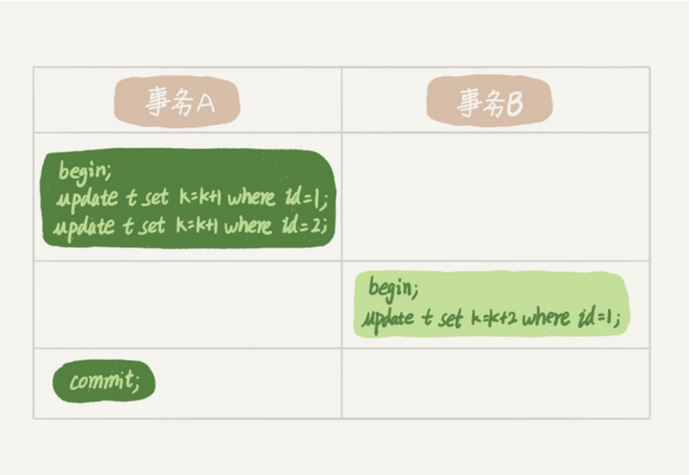 事务A
事务B
begin;
update t set k=k+1 where id=1;
update t set k=k+1 where id=2;
begin;
update t set k=k+2 where id=1;
commit;